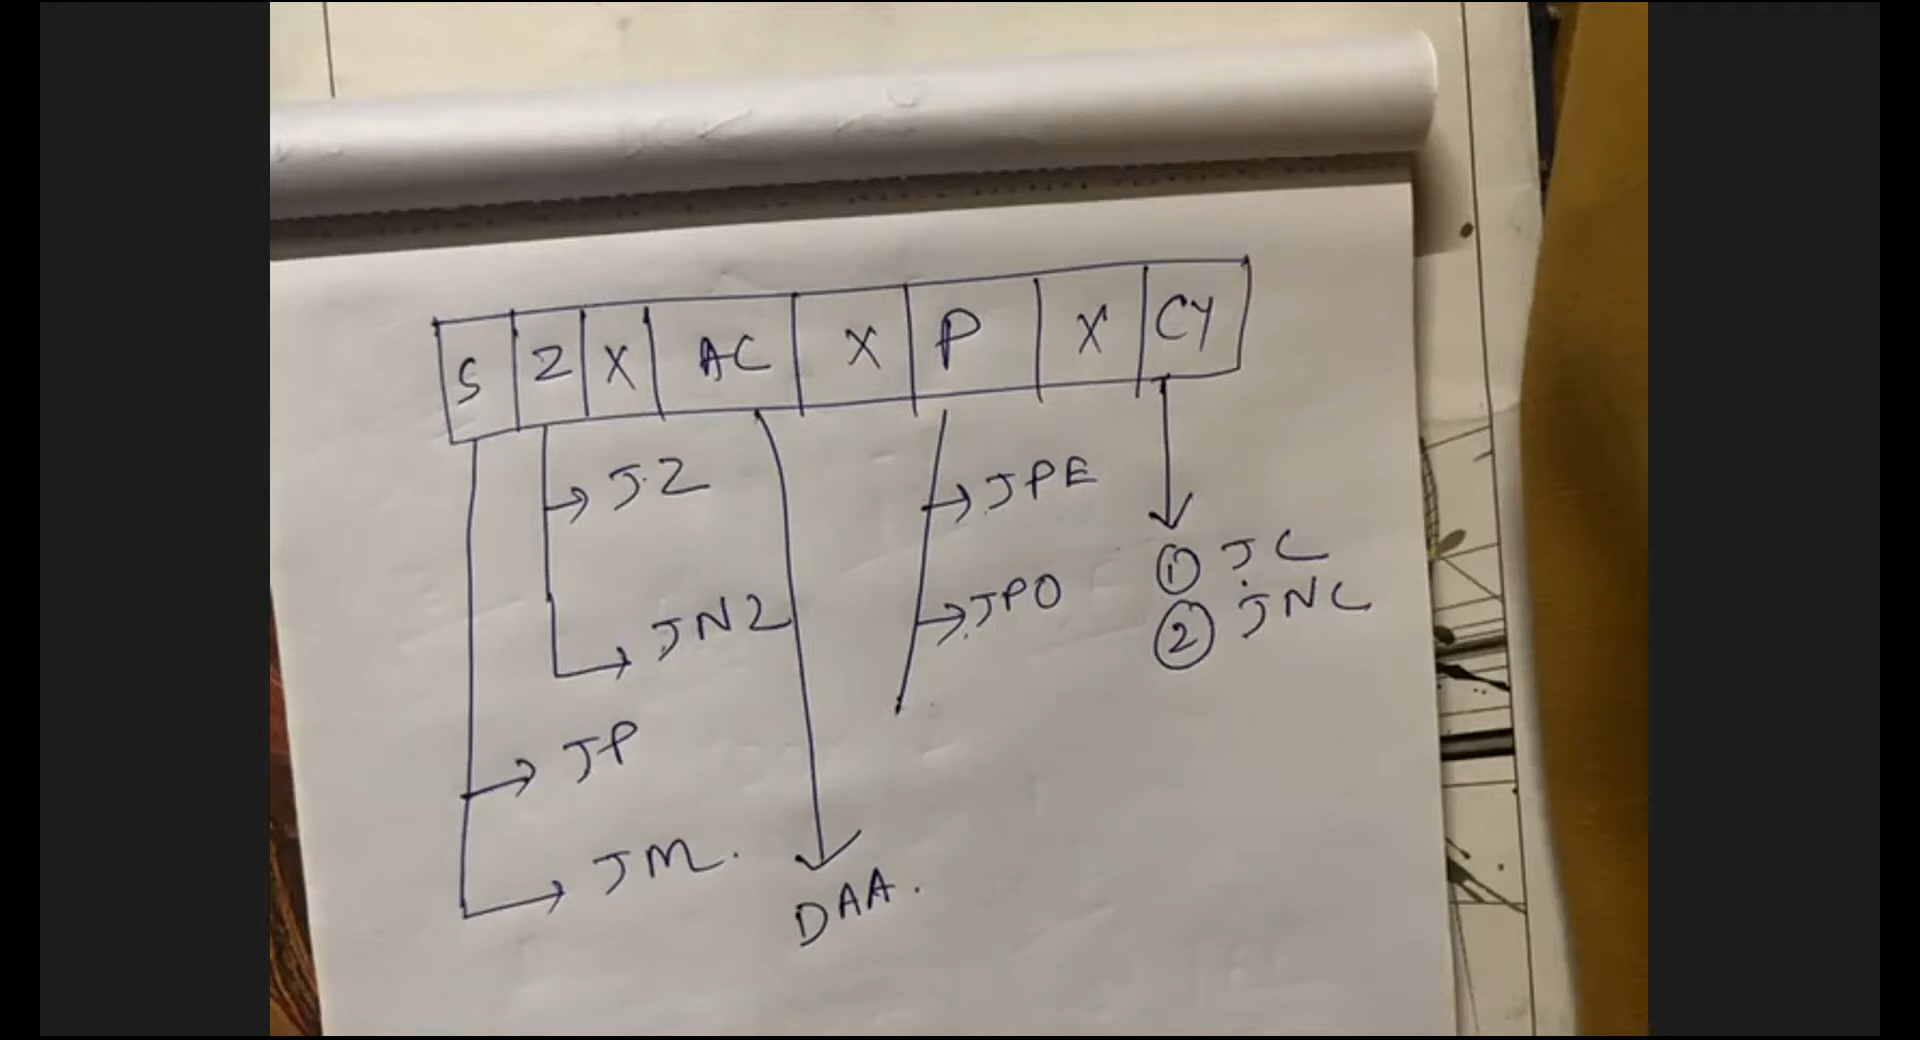 S Z X AC X P X CY
JZ
JPE
① JC
JNZ
JPO
② JNC
JP
JM.
DAA.